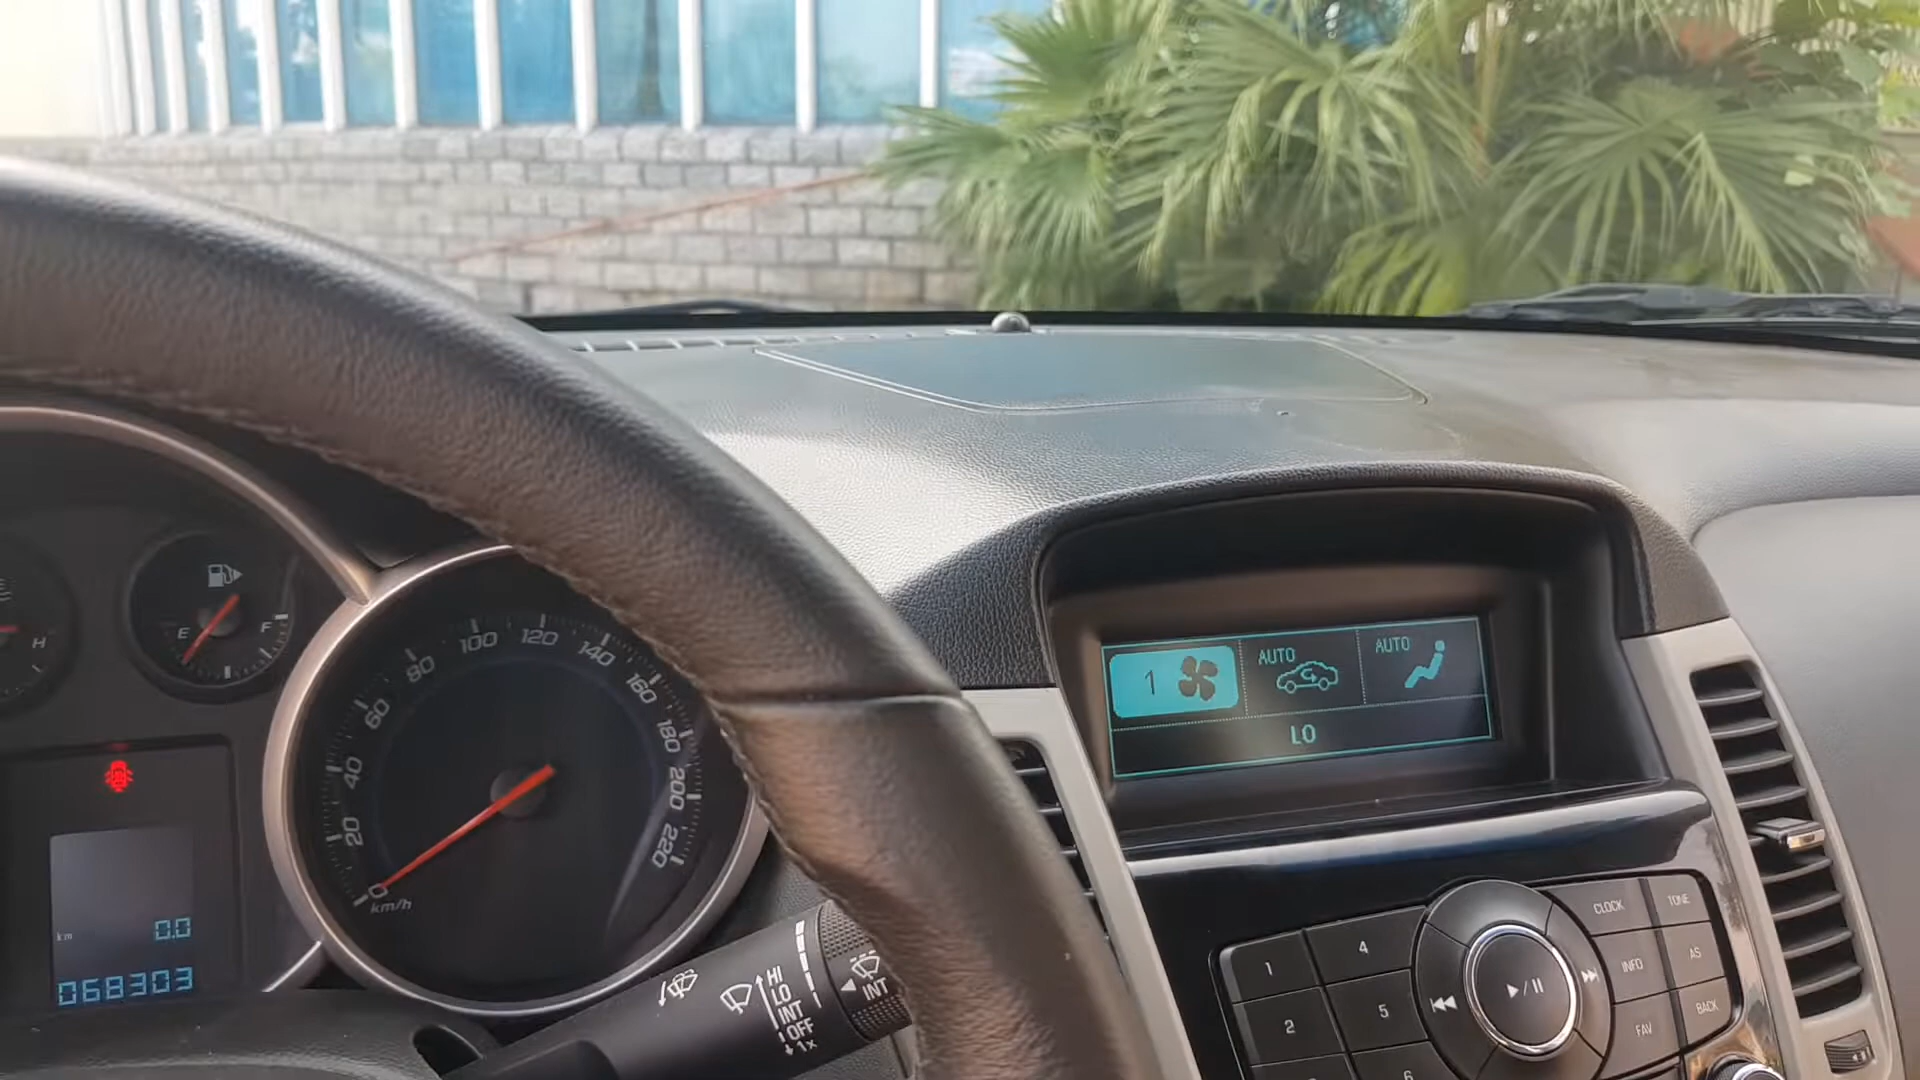 H
E
F
0
20
40
60
80
100
120
140
160
180
200
220
km/h
km
0.0
068303
HI
LO
INT
OFF
1x
INT
1
AUTO
AUTO
LO
1
4
2
5
6
CLOCK
TONE
INFO
AS
FAV
BACK